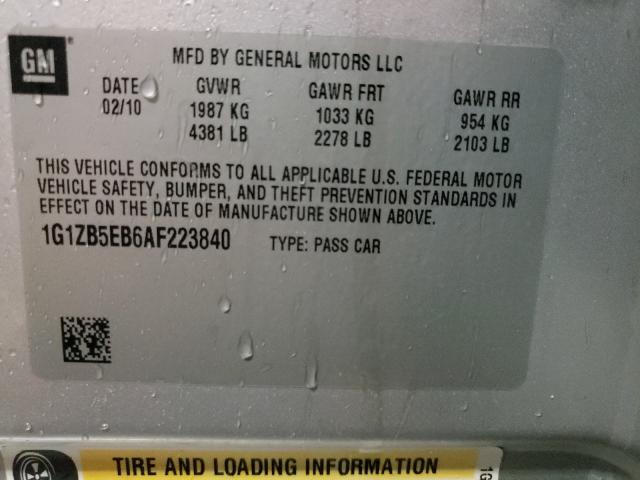 GM
MFD BY GENERAL MOTORS LLC
DATE GVWR GAWR FRT GAWR RR
02/10 1987 KG 1033 KG 954 KG
4381 LB 2278 LB 2103 LB
THIS VEHICLE CONFORMS TO ALL APPLICABLE U.S. FEDERAL MOTOR
VEHICLE SAFETY, BUMPER, AND THEFT PREVENTION STANDARDS IN
EFFECT ON THE DATE OF MANUFACTURE SHOWN ABOVE.
1G1ZB5EB6AF223840 TYPE: PASS CAR
TIRE AND LOADING INFORMATION
1G